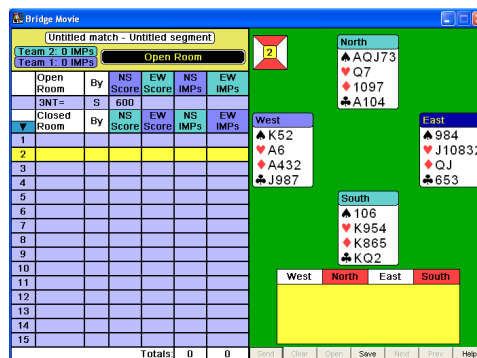 Bridge Movie
Untitled match - Untitled segment
Team 2: 0 IMPs
Team 1: 0 IMPs
Open Room
Open Room By NS Score EW Score NS IMPs EW IMPs
3NT= S 600
Closed Room By NS Score EW Score NS IMPs EW IMPs
1
2
3
4
5
6
7
8
9
10
11
12
13
14
15
Totals: 0 0
2
North
♠ AQJ73
♥ Q7
♦ 1097
♣ A104
West
♠ K52
♥ A6
♦ A432
♣ J987
East
♠ 984
♥ J10832
♦ QJ
♣ 653
South
♠ 106
♥ K954
♦ K865
♣ KQ2
West North East South
Send Clear Open Save Next Prev Help